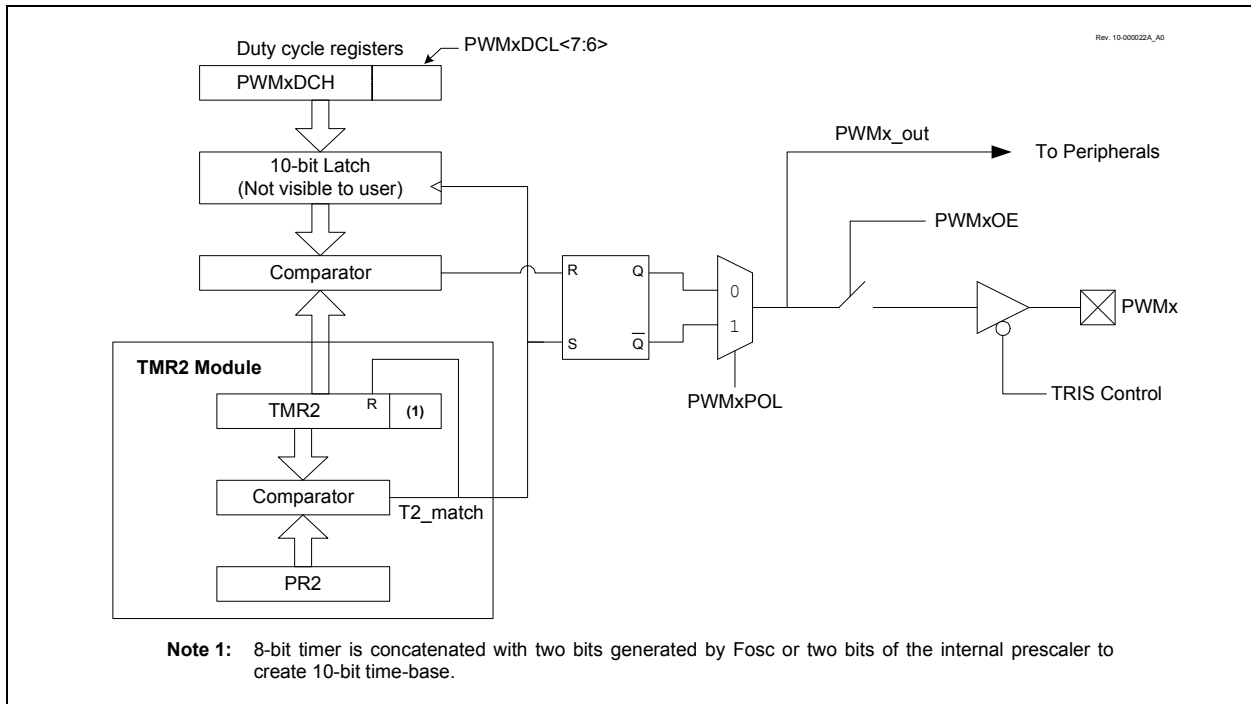 Rev. 10-000022A_A0
Duty cycle registers
PWMxDCL<7:6>
PWMxDCH
10-bit Latch
(Not visible to user)
Comparator
PWMx_out
To Peripherals
PWMxOE
R
Q
S
Q
0
1
PWMx
PWMxPOL
TRIS Control
TMR2 Module
TMR2
R
(1)
Comparator
T2_match
PR2
Note 1: 8-bit timer is concatenated with two bits generated by Fosc or two bits of the internal prescaler to
create 10-bit time-base.